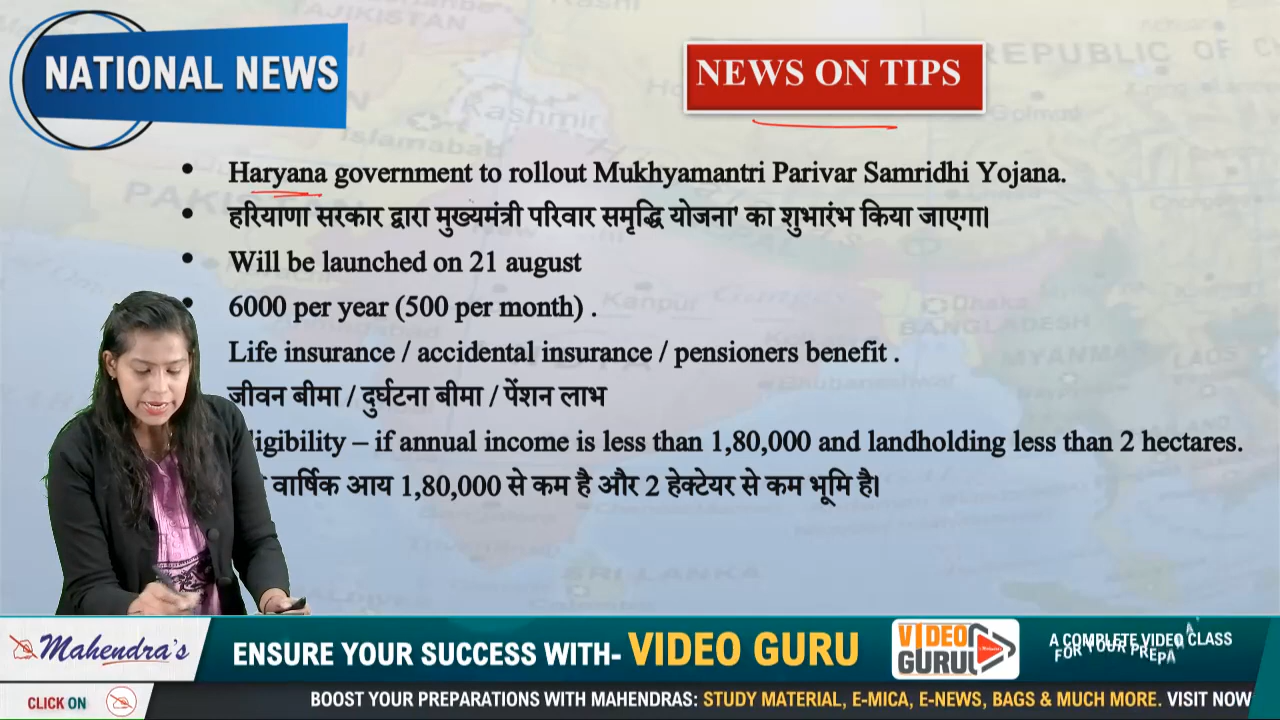 NATIONAL NEWS
NEWS ON TIPS
Haryana government to rollout Mukhyamantri Parivar Samridhi Yojana.
हरियाणा सरकार द्वारा मुख्यमंत्री परिवार समृद्धि योजना' का शुभारंभ किया जाएगा।
Will be launched on 21 august
6000 per year (500 per month) .
Life insurance / accidental insurance / pensioners benefit .
जीवन बीमा / दुर्घटना बीमा / पेंशन लाभ
ligibility – if annual income is less than 1,80,000 and landholding less than 2 hectares.
वार्षिक आय 1,80,000 से कम है और 2 हेक्टेयर से कम भूमि है।
Mahendra's
ENSURE YOUR SUCCESS WITH- VIDEO GURU
VIDEO GURU
A COMPLETE VIDEO CLASS
FOR YOUR PREPA
CLICK ON
BOOST YOUR PREPARATIONS WITH MAHENDRAS: STUDY MATERIAL, E-MICA, E-NEWS, BAGS & MUCH MORE. VISIT NOW